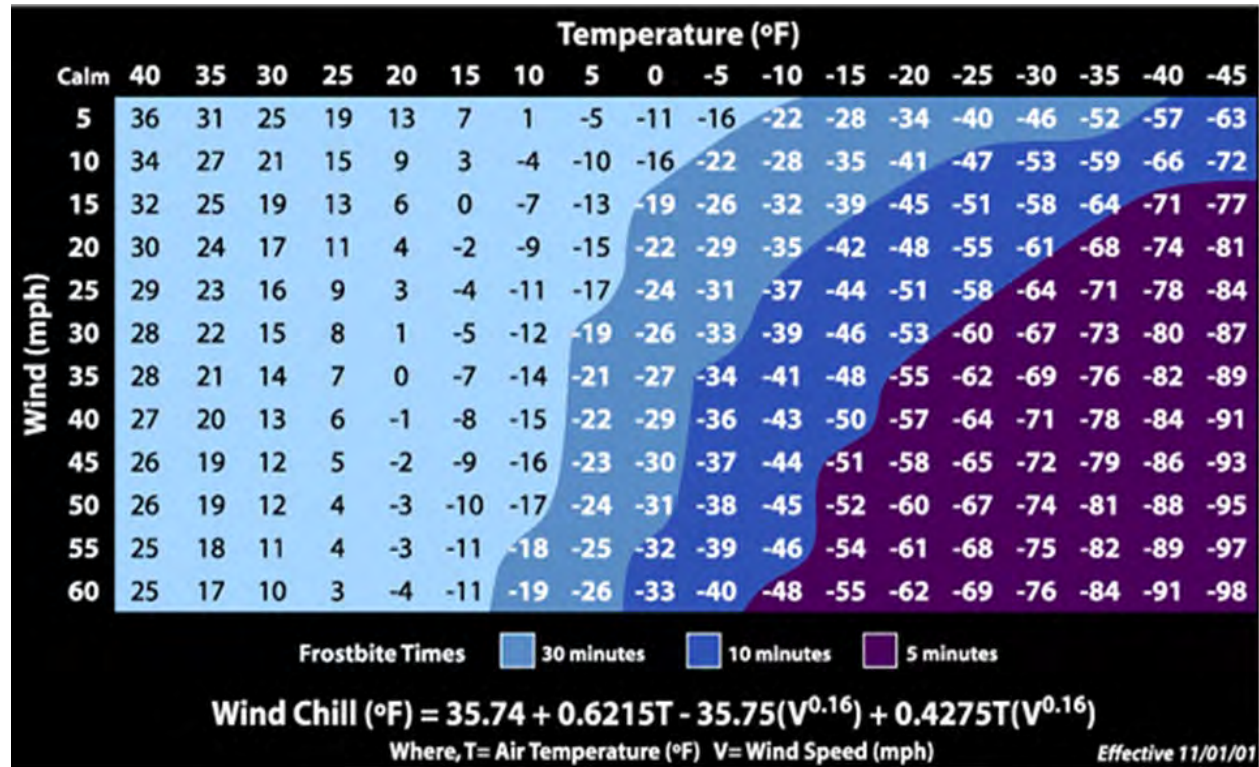 Temperature (ºF)
Calm 40 35 30 25 20 15 10 5 0 -5 -10 -15 -20 -25 -30 -35 -40 -45
5 36 31 25 19 13 7 1 -5 -11 -16 -22 -28 -34 -40 -46 -52 -57 -63
10 34 27 21 15 9 3 -4 -10 -16 -22 -28 -35 -41 -47 -53 -59 -66 -72
15 32 25 19 13 6 0 -7 -13 -19 -26 -32 -39 -45 -51 -58 -64 -71 -77
20 30 24 17 11 4 -2 -9 -15 -22 -29 -35 -42 -48 -55 -61 -68 -74 -81
25 29 23 16 9 3 -4 -11 -17 -24 -31 -37 -44 -51 -58 -64 -71 -78 -84
30 28 22 15 8 1 -5 -12 -19 -26 -33 -39 -46 -53 -60 -67 -73 -80 -87
35 28 21 14 7 0 -7 -14 -21 -27 -34 -41 -48 -55 -62 -69 -76 -82 -89
40 27 20 13 6 -1 -8 -15 -22 -29 -36 -43 -50 -57 -64 -71 -78 -84 -91
45 26 19 12 5 -2 -9 -16 -23 -30 -37 -44 -51 -58 -65 -72 -79 -86 -93
50 26 19 12 4 -3 -10 -17 -24 -31 -38 -45 -52 -60 -67 -74 -81 -88 -95
55 25 18 11 4 -3 -11 -18 -25 -32 -39 -46 -54 -61 -68 -75 -82 -89 -97
60 25 17 10 3 -4 -11 -19 -26 -33 -40 -48 -55 -62 -69 -76 -84 -91 -98
Wind (mph)
Frostbite Times 30 minutes 10 minutes 5 minutes
Wind Chill (ºF) = 35.74 + 0.6215T - 35.75(V^0.16) + 0.4275T(V^0.16)
Where, T= Air Temperature (ºF) V= Wind Speed (mph) Effective 11/01/01